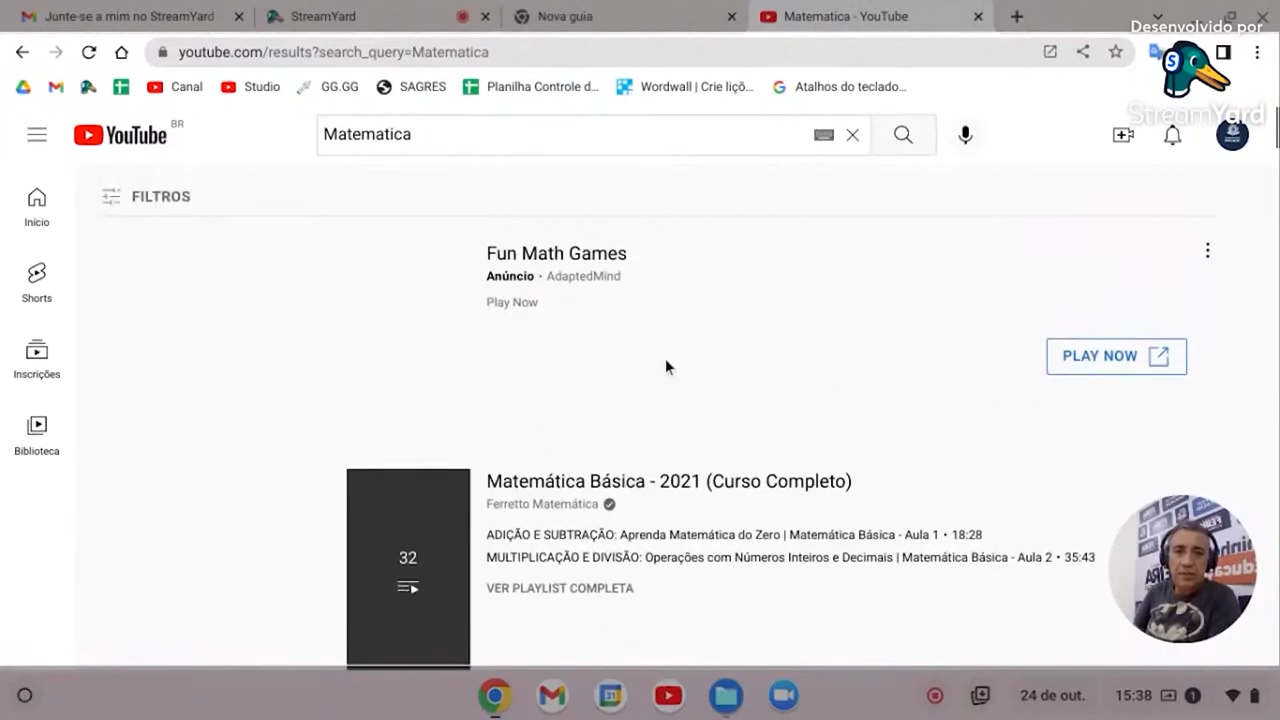 Junte-se a mim no StreamYard
StreamYard
Nova guia
Matematica - YouTube
Desenvolvido por
StreamYard
youtube.com/results?search_query=Matematica
Canal
Studio
GG.GG
SAGRES
Planilha Controle d...
Wordwall | Crie liçõ...
Atalhos do teclado...
YouTube BR
Matematica
FILTROS
Início
Shorts
Inscrições
Biblioteca
Fun Math Games
Anúncio · AdaptedMind
Play Now
PLAY NOW
32
Matemática Básica - 2021 (Curso Completo)
Ferretto Matemática
ADIÇÃO E SUBTRAÇÃO: Aprenda Matemática do Zero | Matemática Básica - Aula 1 · 18:28
MULTIPLICAÇÃO E DIVISÃO: Operações com Números Inteiros e Decimais | Matemática Básica - Aula 2 · 35:43
VER PLAYLIST COMPLETA
24 de out.
15:38
1